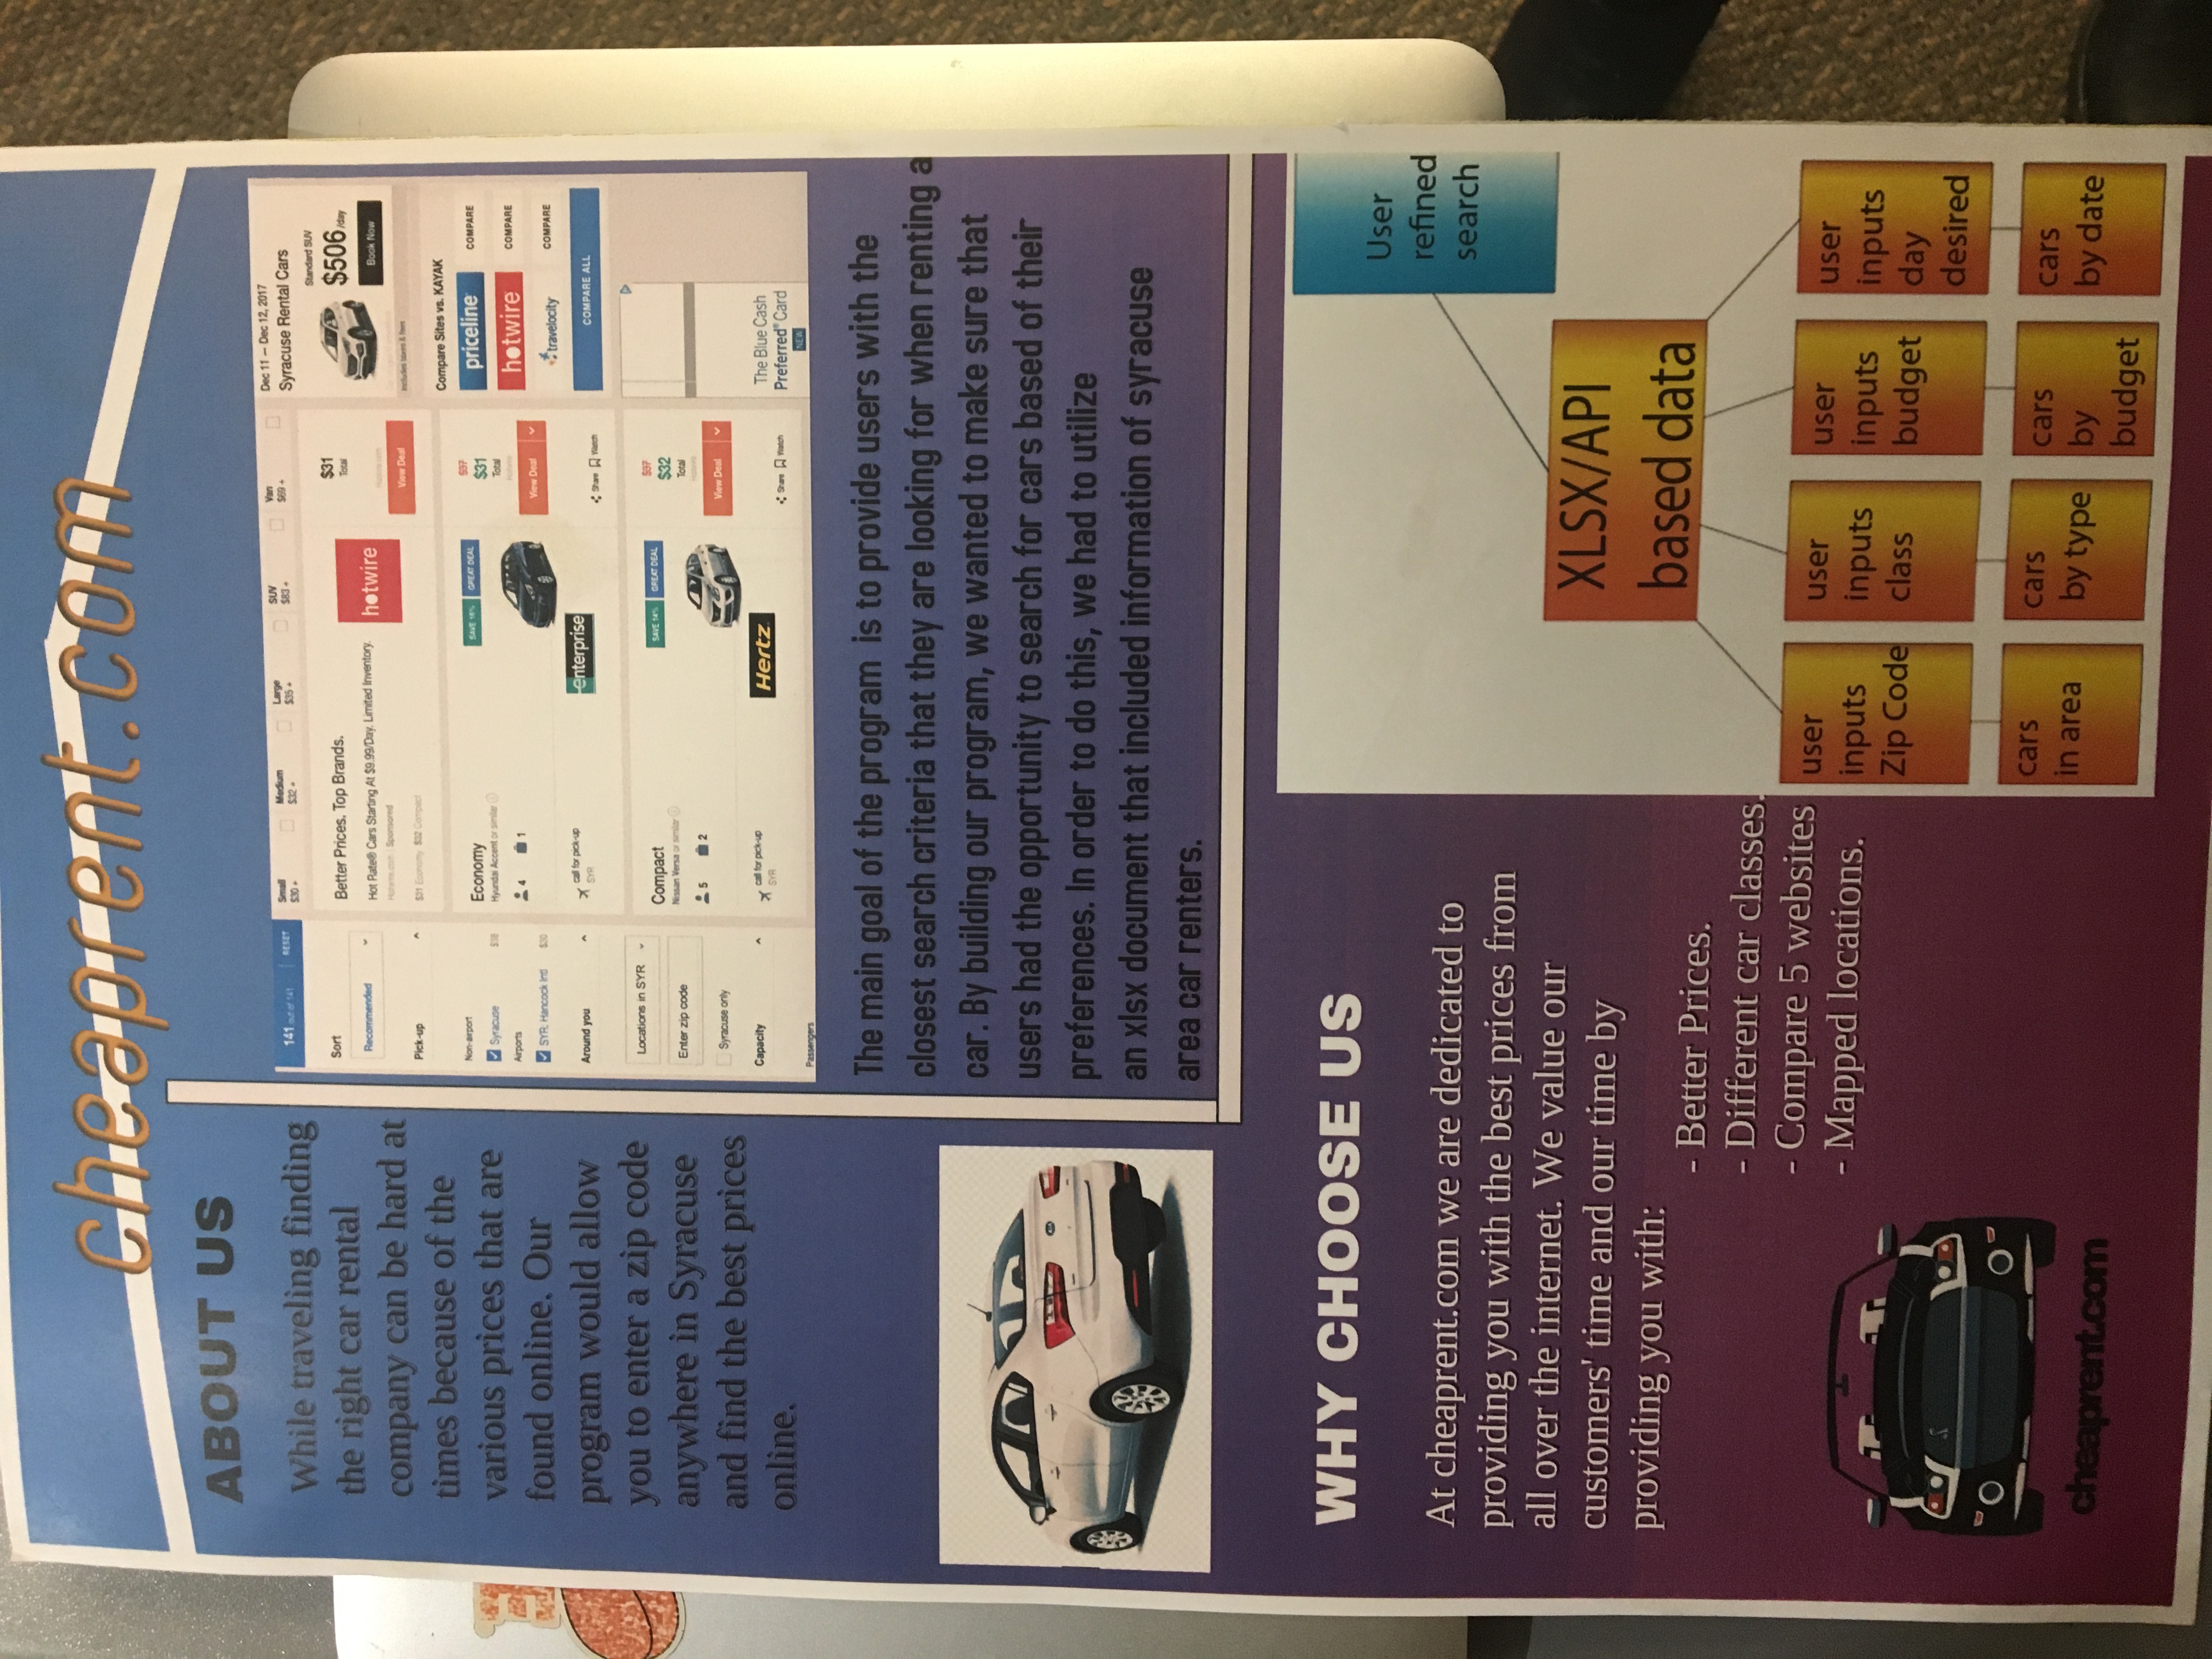 cheaprent.com
ABOUT US
While traveling finding
the right car rental
company can be hard at
times because of the
various prices that are
found online. Our
program would allow
you to enter a zip code
anywhere in Syracuse
and find the best prices
online.
141 out of 141
RESET
Small
$30 +
Medium
$32 +
Large
$35 +
SUV
$83 +
Van
$69 +
Sort
Recommended
Pick-up
Non-airport
Syracuse
Airports
SYR: Hancock Intl
$30
Around you
Locations in SYR
Enter zip code
Syracuse only
Capacity
Passengers
Better Prices. Top Brands.
Hot Rate® Cars Starting At $9.99/Day. Limited Inventory.
Hotwire.com | Sponsored
$31 Economy $32 Compact
hotwire
$31
Total
View Deal
Economy
Hyundai Accent or similar
4 1
SAVE 16%
GREAT DEAL
$37
$31
Total
View Deal
call for pick-up
SYR
enterprise
Share Watch
Compact
Nissan Versa or similar
5 2
SAVE 14%
GREAT DEAL
$37
$32
Total
View Deal
call for pick-up
SYR
Hertz
Share Watch
Dec 11 — Dec 12, 2017
Syracuse Rental Cars
Standard SUV
$506 /day
Book Now
Includes taxes & fees
Compare Sites vs. KAYAK
priceline COMPARE
hotwire COMPARE
travelocity COMPARE
COMPARE ALL
The Blue Cash
Preferred® Card
NEW
The main goal of the program is to provide users with the
closest search criteria that they are looking for when renting a
car. By building our program, we wanted to make sure that
users had the opportunity to search for cars based of their
preferences. In order to do this, we had to utilize
an xlsx document that included information of syracuse
area car renters.
WHY CHOOSE US
At cheaprent.com we are dedicated to
providing you with the best prices from
all over the internet. We value our
customers' time and our time by
providing you with:
- Better Prices.
- Different car classes.
- Compare 5 websites
- Mapped locations.
cheaprent.com
User
refined
search
XLSX/API
based data
user
inputs
Zip Code
user
inputs
class
user
inputs
budget
user
inputs
day
desired
cars
in area
cars
by type
cars
by
budget
cars
by date